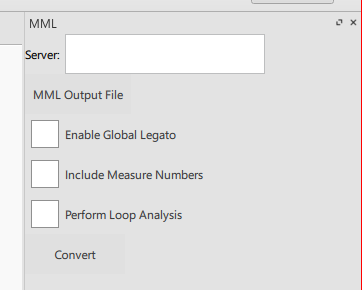 MML
Server:
MML Output File
Enable Global Legato
Include Measure Numbers
Perform Loop Analysis
Convert